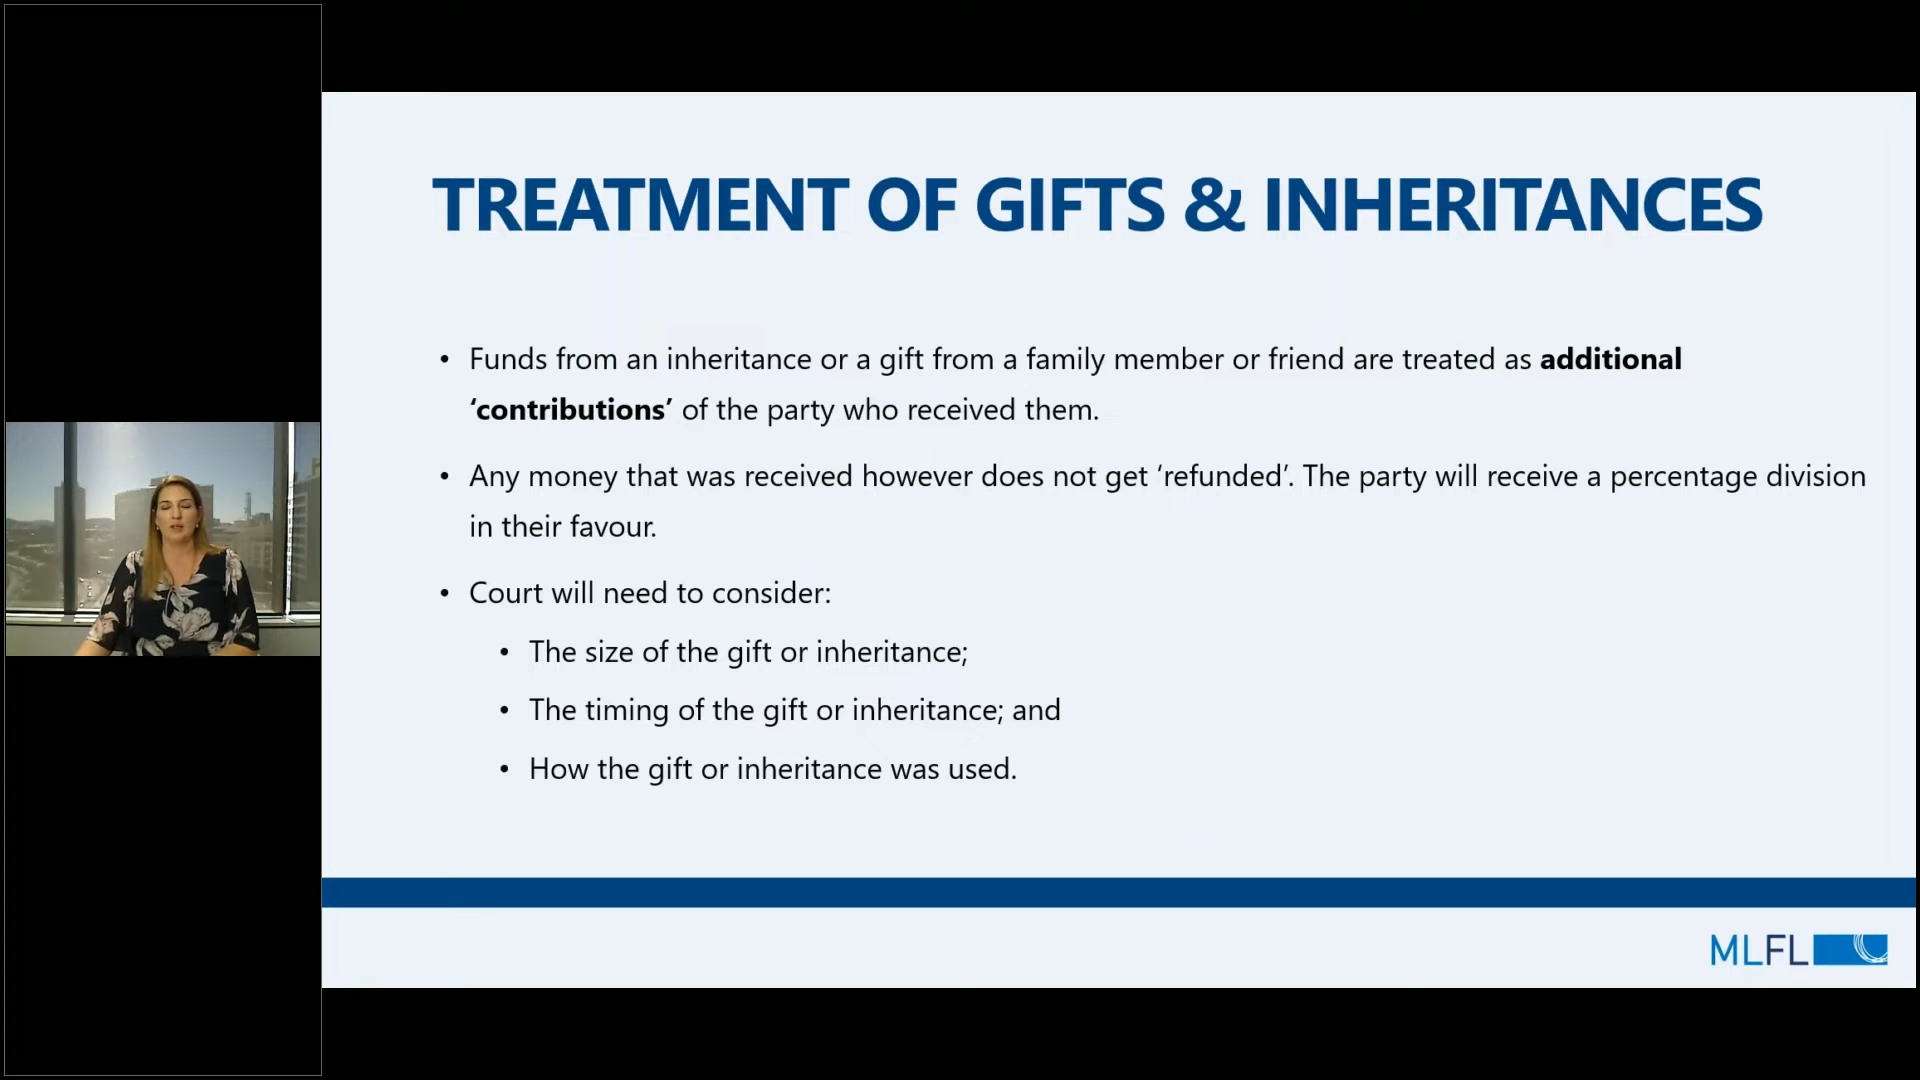 TREATMENT OF GIFTS & INHERITANCES
• Funds from an inheritance or a gift from a family member or friend are treated as additional
‘contributions’ of the party who received them.
• Any money that was received however does not get ‘refunded’. The party will receive a percentage division
in their favour.
• Court will need to consider:
• The size of the gift or inheritance;
• The timing of the gift or inheritance; and
• How the gift or inheritance was used.
MLFL